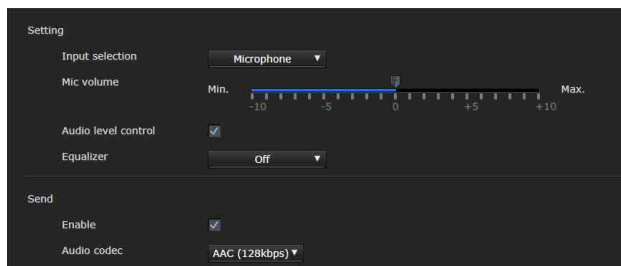 Setting
Input selection Microphone
Mic volume Min. Max.
-10 -5 0 +5 +10
Audio level control
Equalizer Off
Send
Enable
Audio codec AAC (128kbps)